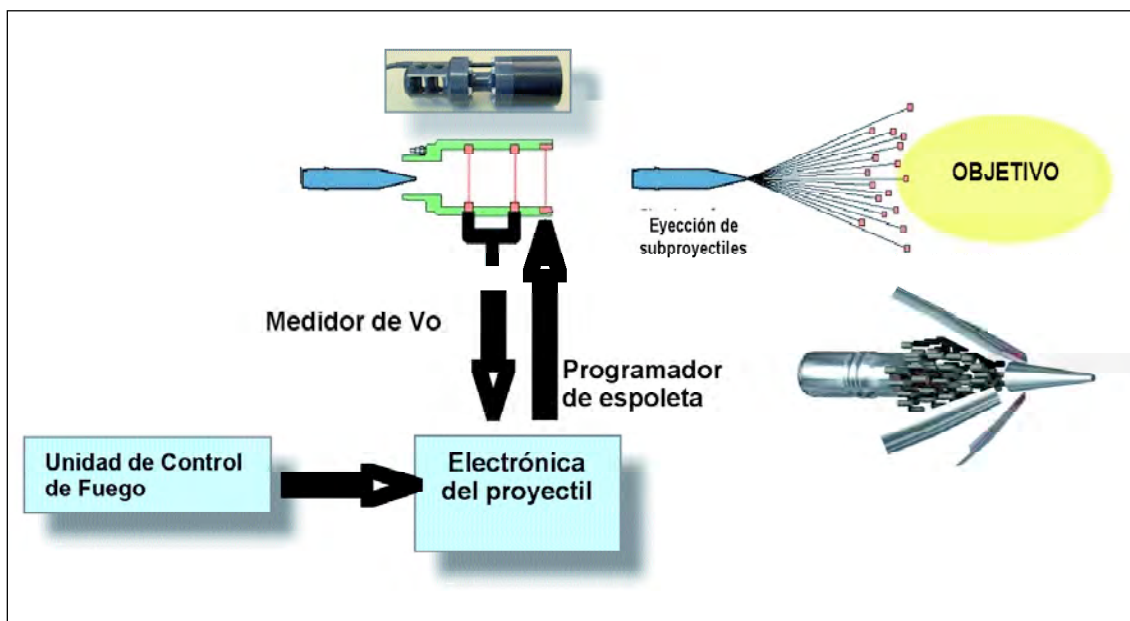 OBJETIVO
Eyección de
subproyectiles
Medidor de Vo
Programador
de espoleta
Unidad de Control
de Fuego
Electrónica
del proyectil